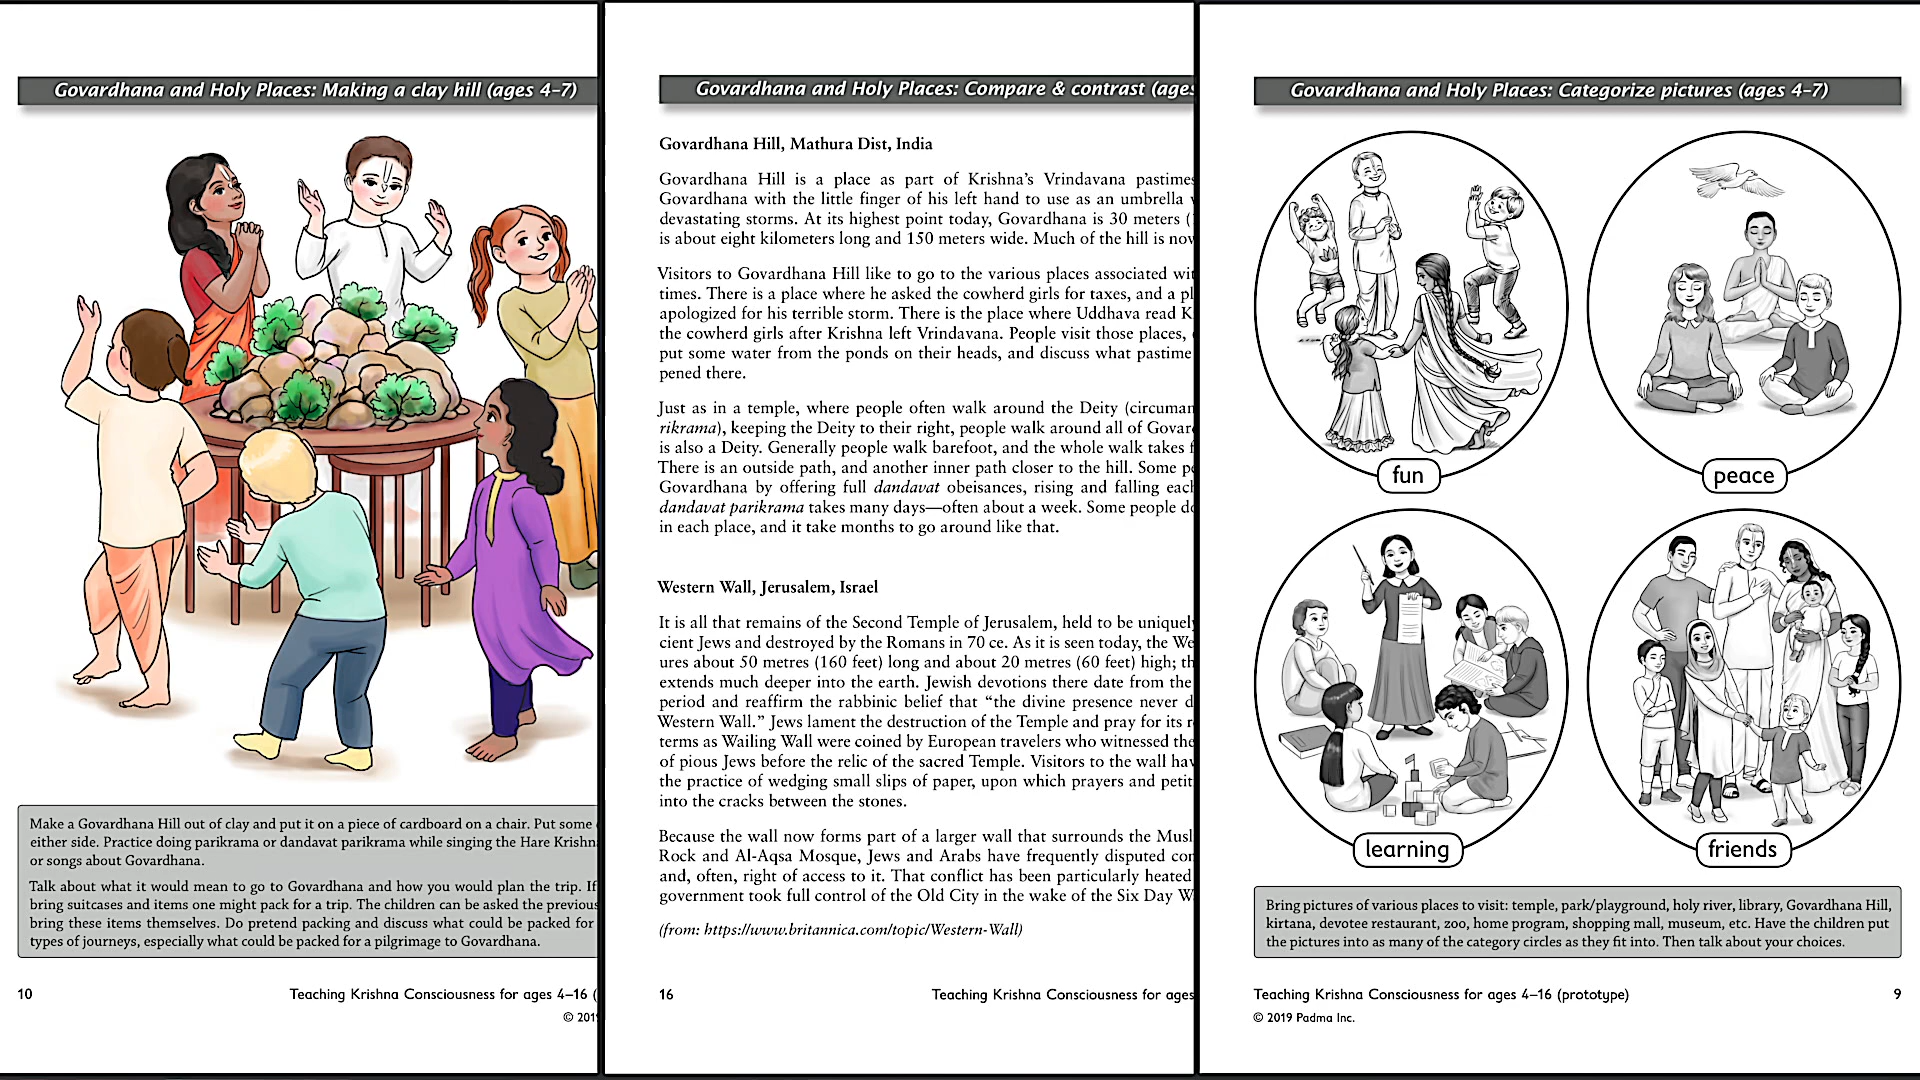 Govardhana and Holy Places: Making a clay hill (ages 4–7)
Make a Govardhana Hill out of clay and put it on a piece of cardboard on a chair. Put some
either side. Practice doing parikrama or dandavat parikrama while singing the Hare Krishn
or songs about Govardhana.
Talk about what it would mean to go to Govardhana and how you would plan the trip. If
bring suitcases and items one might pack for a trip. The children can be asked the previous
bring these items themselves. Do pretend packing and discuss what could be packed for
types of journeys, especially what could be packed for a pilgrimage to Govardhana.
10
Teaching Krishna Consciousness for ages 4–16 (
© 2019
Govardhana and Holy Places: Compare & contrast (ages
Govardhana Hill, Mathura Dist, India
Govardhana Hill is a place as part of Krishna’s Vrindavana pastimes
Govardhana with the little finger of his left hand to use as an umbrella
devastating storms. At its highest point today, Govardhana is 30 meters (
is about eight kilometers long and 150 meters wide. Much of the hill is now
Visitors to Govardhana Hill like to go to the various places associated wit
times. There is a place where he asked the cowherd girls for taxes, and a pl
apologized for his terrible storm. There is the place where Uddhava read K
the cowherd girls after Krishna left Vrindavana. People visit those places,
put some water from the ponds on their heads, and discuss what pastime
pened there.
Just as in a temple, where people often walk around the Deity (circuman
rikrama), keeping the Deity to their right, people walk around all of Govar
is also a Deity. Generally people walk barefoot, and the whole walk takes f
There is an outside path, and another inner path closer to the hill. Some pe
Govardhana by offering full dandavat obeisances, rising and falling eac
dandavat parikrama takes many days—often about a week. Some people do
in each place, and it take months to go around like that.
Western Wall, Jerusalem, Israel
It is all that remains of the Second Temple of Jerusalem, held to be uniquely
cient Jews and destroyed by the Romans in 70 ce. As it is seen today, the We
ures about 50 metres (160 feet) long and about 20 metres (60 feet) high; th
extends much deeper into the earth. Jewish devotions there date from the
period and reaffirm the rabbinic belief that “the divine presence never d
Western Wall.” Jews lament the destruction of the Temple and pray for its r
terms as Wailing Wall were coined by European travelers who witnessed the
of pious Jews before the relic of the sacred Temple. Visitors to the wall hav
the practice of wedging small slips of paper, upon which prayers and petit
into the cracks between the stones.
Because the wall now forms part of a larger wall that surrounds the Musl
Rock and Al-Aqsa Mosque, Jews and Arabs have frequently disputed con
and, often, right of access to it. That conflict has been particularly heated
government took full control of the Old City in the wake of the Six Day W
(from: https://www.britannica.com/topic/Western-Wall)
16
Teaching Krishna Consciousness for ages
Govardhana and Holy Places: Categorize pictures (ages 4–7)
fun
peace
learning
friends
Bring pictures of various places to visit: temple, park/playground, holy river, library, Govardhana Hill,
kirtana, devotee restaurant, zoo, home program, shopping mall, museum, etc. Have the children put
the pictures into as many of the category circles as they fit into. Then talk about your choices.
Teaching Krishna Consciousness for ages 4–16 (prototype)
9
© 2019 Padma Inc.